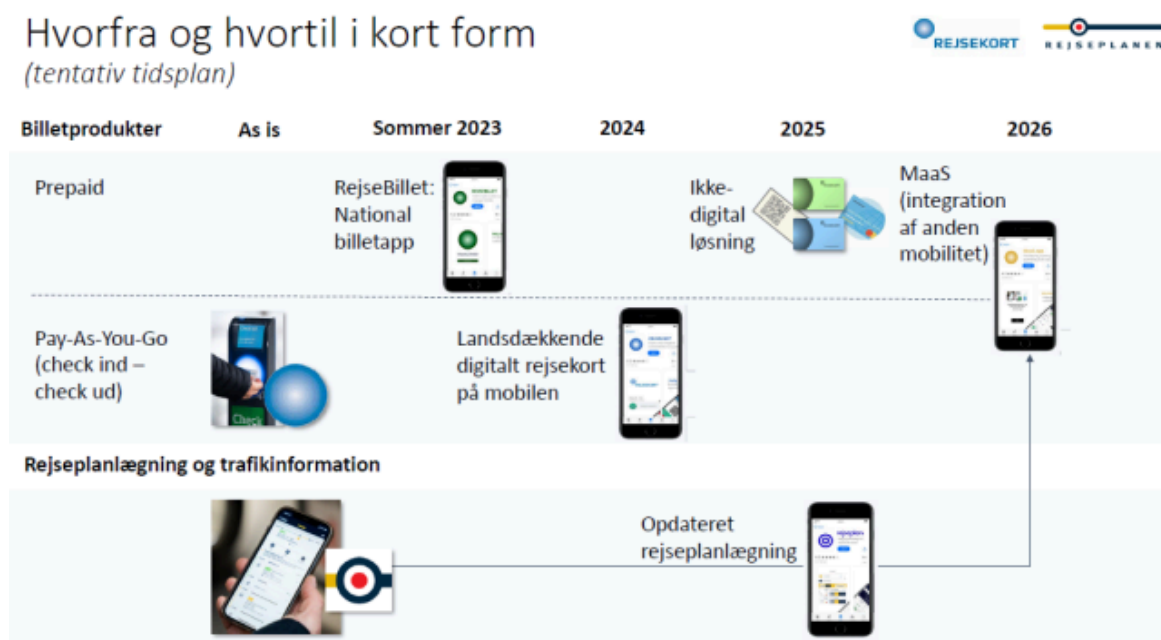 Hvorfra og hvortil i kort form
(tentativ tidsplan)
REJSEKORT
REJSEPLANEN
Billetprodukter As is Sommer 2023 2024 2025 2026
Prepaid
RejseBillet:
National
billetapp
Ikke-
digital
løsning
MaaS
(integration
af anden
mobilitet)
Pay-As-You-Go
(check ind –
check ud)
Check
Landsdækkende
digitalt rejsekort
på mobilen
Rejseplanlægning og trafikinformation
Opdateret
rejseplanlægning